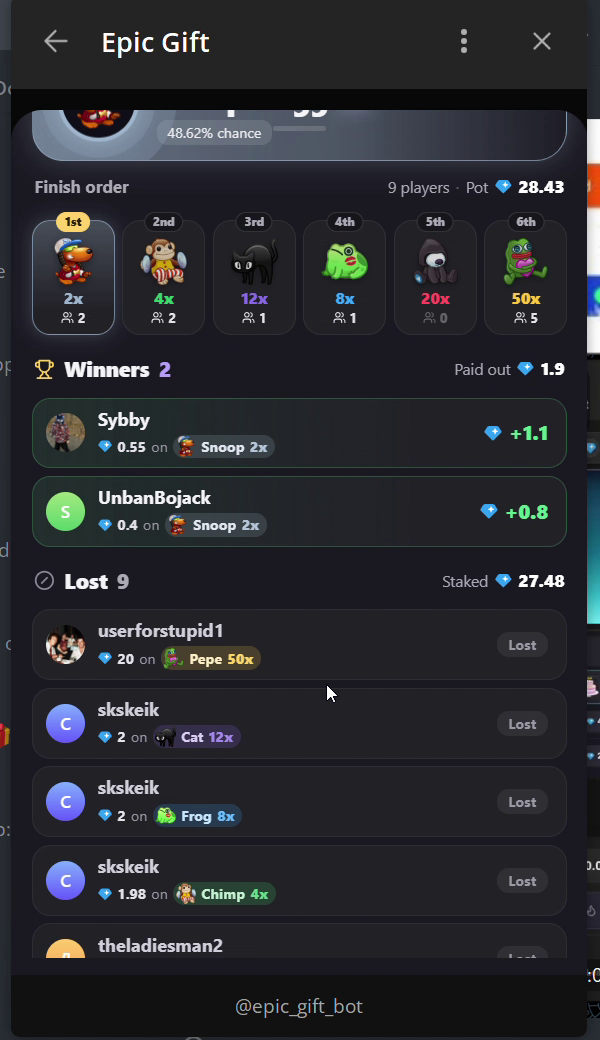 Epic Gift
48.62% chance
Finish order
9 players · Pot 28.43
1st
2nd
3rd
4th
5th
6th
2x
4x
12x
8x
20x
50x
2
2
1
1
0
5
Winners 2
Paid out 1.9
Sybby
0.55 on Snoop 2x
+1.1
UnbanBojack
S
0.4 on Snoop 2x
+0.8
Lost 9
Staked 27.48
userforstupid1
20 on Pepe 50x
Lost
skskeik
C
2 on Cat 12x
Lost
skskeik
C
2 on Frog 8x
Lost
skskeik
C
1.98 on Chimp 4x
Lost
theladiesman2
Lost
@epic_gift_bot